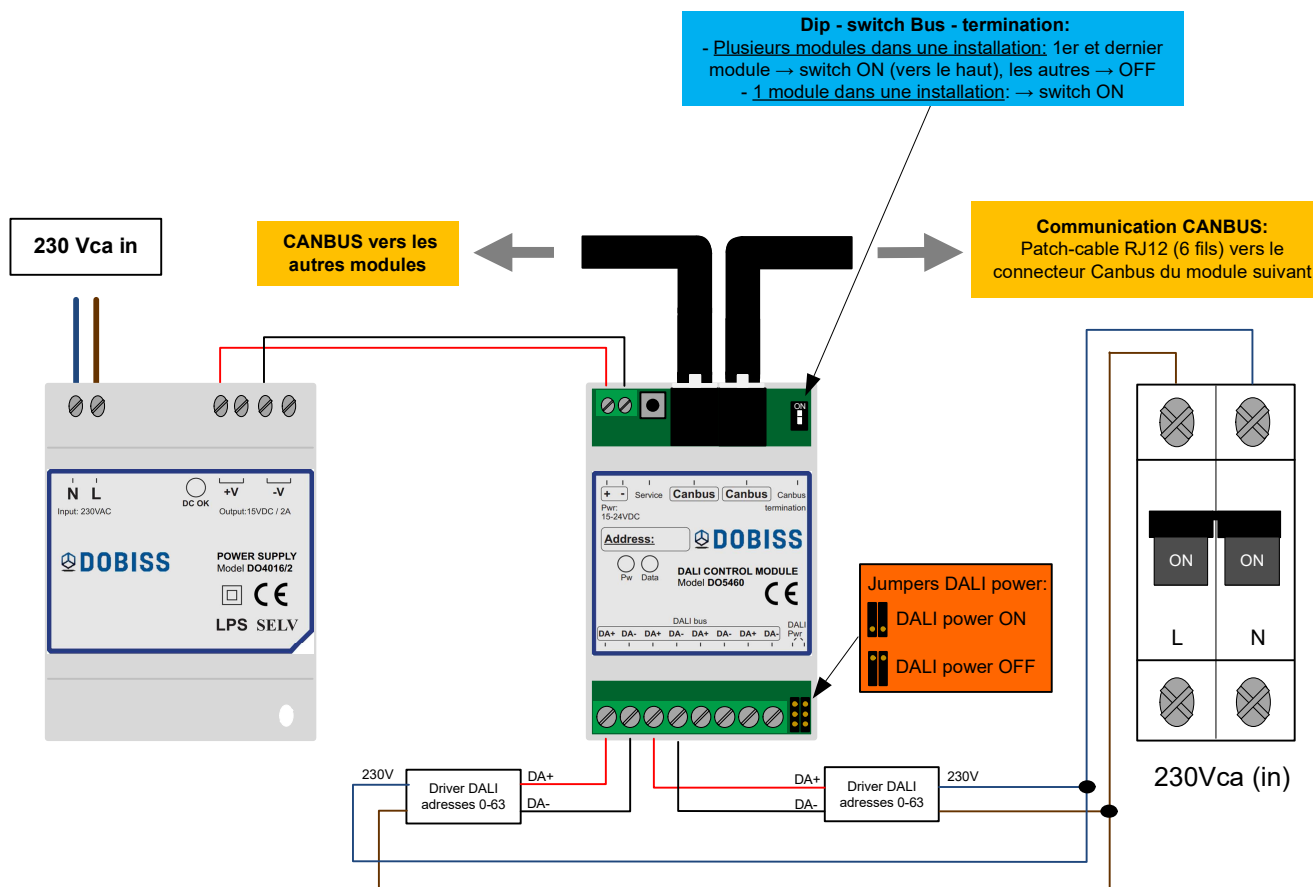 Dip - switch Bus - termination:
- Plusieurs modules dans une installation: 1er et dernier
module → switch ON (vers le haut), les autres → OFF
- 1 module dans une installation: → switch ON
230 Vca in
CANBUS vers les
autres modules
Communication CANBUS:
Patch-cable RJ12 (6 fils) vers le
connecteur Canbus du module suivant
N L
Input: 230VAC
DC OK
+V -V
Output:15VDC / 2A
DOBISS
POWER SUPPLY
Model DO4016/2
CE
LPS SELV
ON
+ - Service Canbus Canbus Canbus
termination
Pwr:
15-24VDC
Address:
DOBISS
Pw Data
DALI CONTROL MODULE
Model DO5460
CE
DALI bus
DA+ DA- DA+ DA- DA+ DA- DA+ DA-
DALI
Pwr
Jumpers DALI power:
DALI power ON
DALI power OFF
ON ON
L N
230Vca (in)
230V
Driver DALI
adresses 0-63
DA+
DA-
DA+
DA-
Driver DALI
adresses 0-63
230V